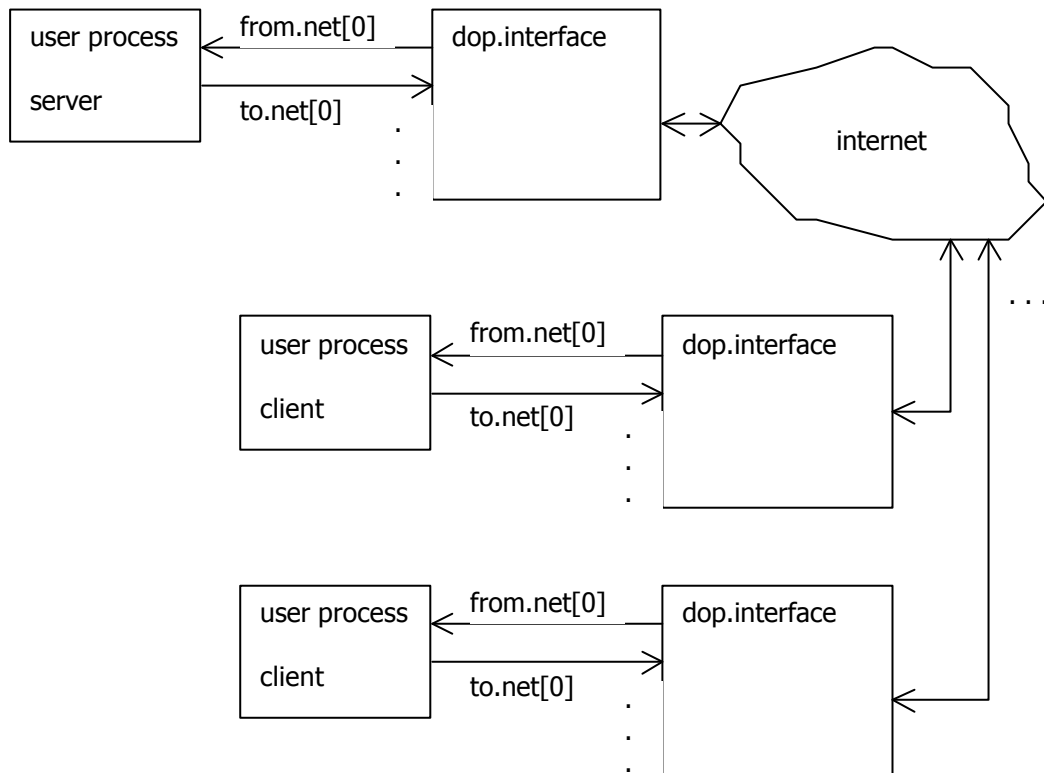 user process
server
from.net[0]
to.net[0]
dop.interface
.
.
.
internet
. . .
user process
client
from.net[0]
to.net[0]
dop.interface
.
.
.
user process
client
from.net[0]
to.net[0]
dop.interface
.
.
.